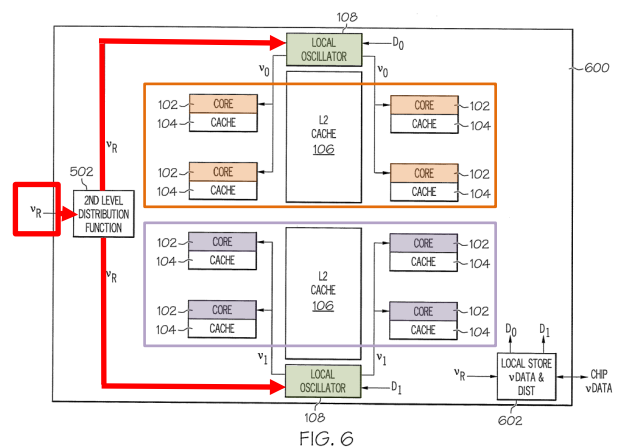 108
LOCAL
OSCILLATOR
D0
600
ν0
ν0
102
CORE
104
CACHE
L2
CACHE
106
CORE
102
CACHE
104
νR
502
102
CORE
104
CACHE
CORE
102
CACHE
104
νR
2ND LEVEL
DISTRIBUTION
FUNCTION
νR
102
CORE
104
CACHE
L2
CACHE
106
CORE
102
CACHE
104
102
CORE
104
CACHE
CORE
102
CACHE
104
D0
D1
ν1
ν1
LOCAL
OSCILLATOR
D1
108
νR
LOCAL STORE
νDATA &
DIST
CHIP
νDATA
602
FIG. 6